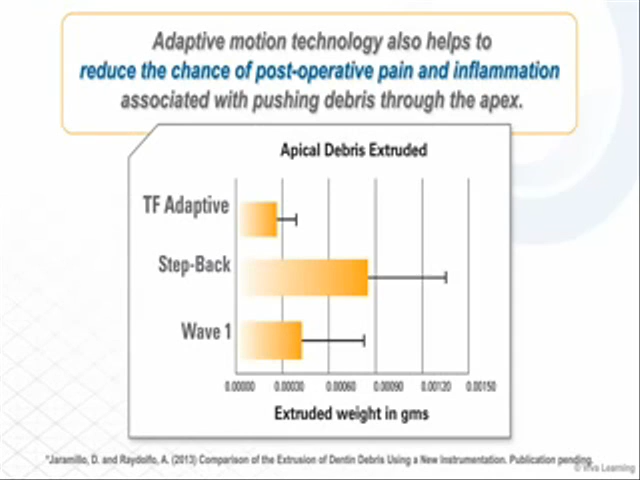 Adaptive motion technology also helps to
reduce the chance of post-operative pain and inflammation
associated with pushing debris through the apex.
Apical Debris Extruded
TF Adaptive
Step-Back
Wave 1
0.00000 0.00030 0.00060 0.00090 0.00120 0.00150
Extruded weight in gms
*Jaramillo, D. and Raydolfo, A. (2013) Comparison of the Extrusion of Dentin Debris Using a New Instrumentation. Publication pending.
© Viva Learning